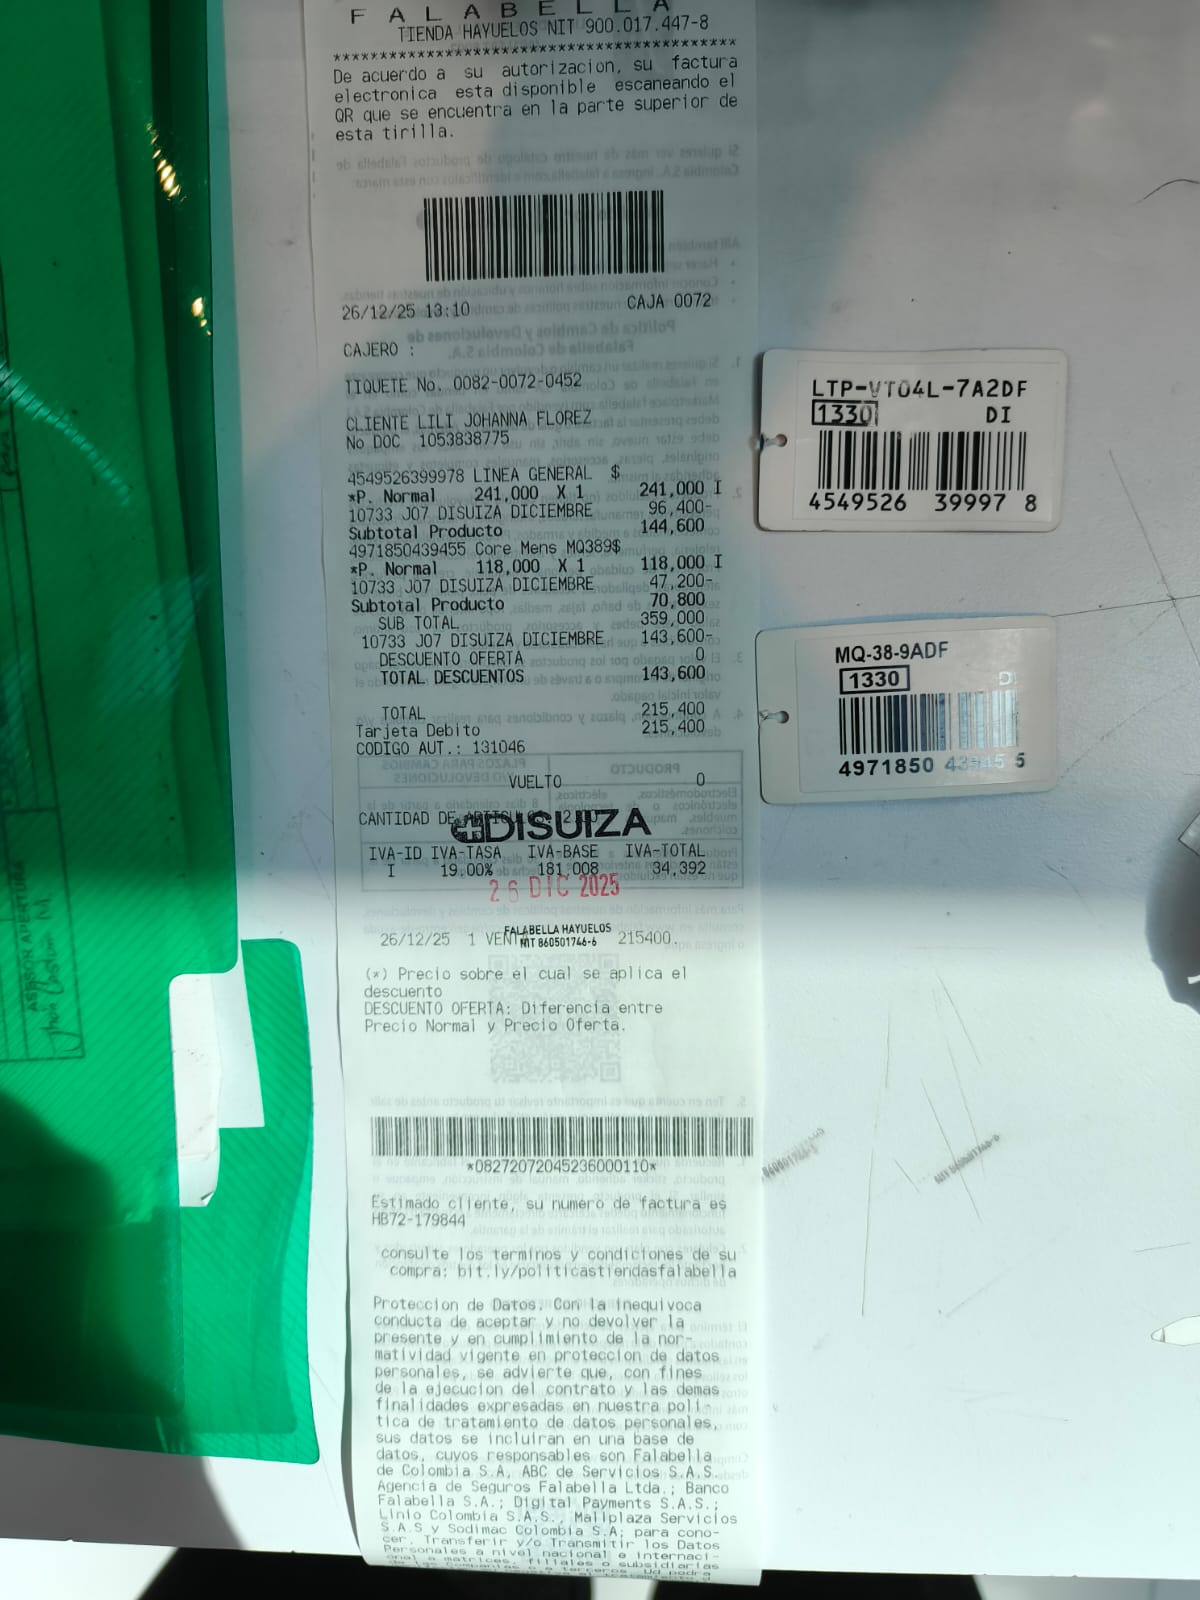 FALABELLA
TIENDA HAYUELOS NIT 900.017.447-8
******************************************
De acuerdo a su autorizacion, su factura
electronica esta disponible escaneando el
QR que se encuentra en la parte superior de
esta tirilla.
26/12/25 13:10 CAJA 0072
CAJERO :
TIQUETE No. 0082-0072-0452
CLIENTE LILI JOHANNA FLOREZ
No DOC 1053838775
4549526399978 LINEA GENERAL $
*P. Normal 241,000 X 1 241,000 I
10733 J07 DISUIZA DICIEMBRE 96,400-
Subtotal Producto 144,600
4971850439455 Core Mens MQ389$
*P. Normal 118,000 X 1 118,000 I
10733 J07 DISUIZA DICIEMBRE 47,200-
Subtotal Producto 70,800
SUB TOTAL 359,000
10733 J07 DISUIZA DICIEMBRE 143,600-
DESCUENTO OFERTA 0
TOTAL DESCUENTOS 143,600
TOTAL 215,400
Tarjeta Debito 215,400
CODIGO AUT.: 131046
VUELTO 0
CANTIDAD DE
DISUIZA
IVA-ID IVA-TASA IVA-BASE IVA-TOTAL
I 19.00% 181,008 34,392
26 DIC 2025
FALABELLA HAYUELOS
NIT 860501746-6
26/12/25 1 VENTA 215400.
(*) Precio sobre el cual se aplica el
descuento
DESCUENTO OFERTA: Diferencia entre
Precio Normal y Precio Oferta.
*08272072045236000110*
Estimado cliente, su numero de factura es
HB72-179844
consulte los terminos y condiciones de su
compra: bit.ly/politicastiendasfalabella
Proteccion de Datos. Con la inequivoca
conducta de aceptar y no devolver la
presente y en cumplimiento de la nor-
matividad vigente en proteccion de datos
personales, se advierte que, con fines
de la ejecucion del contrato y las demas
finalidades expresadas en nuestra poli-
tica de tratamiento de datos personales,
sus datos se incluiran en una base de
datos, cuyos responsables son Falabella
de Colombia S.A, ABC de Servicios S.A.S.
Agencia de Seguros Falabella Ltda.; Banco
Falabella S.A.; Digital Payments S.A.S.;
Linio Colombia S.A.S., Mallplaza Servicios
S.A.S y Sodimac Colombia S.A; para cono-
cer, Transferir y/o Transmitir los Datos
Personales a nivel nacional e internaci-
onal a matrices, filiales o subsidiarias
LTP-VT04L-7A2DF
1330 DI
4549526 39997 8
MQ-38-9ADF
1330 DI
4971850 43945 5
ASESOR APERTURA